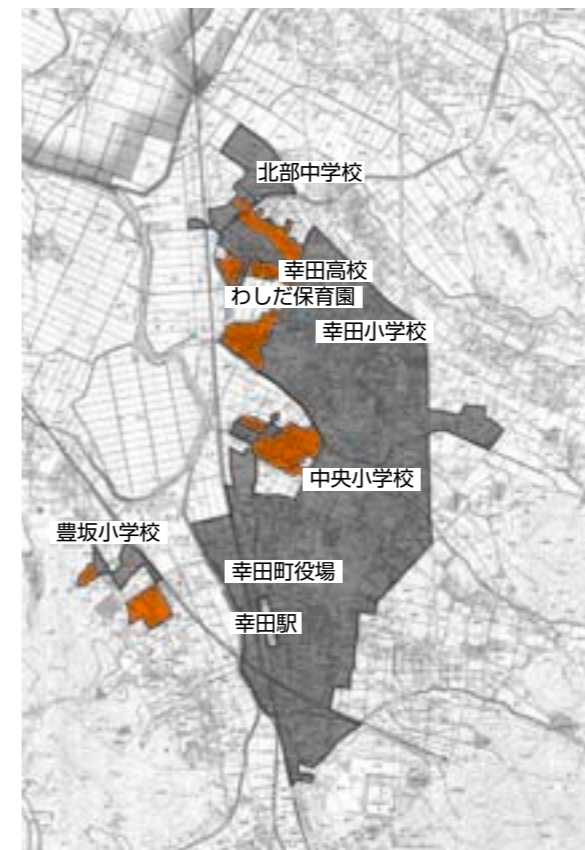 北部中学校
幸田高校
わしだ保育園
幸田小学校
中央小学校
豊坂小学校
幸田町役場
幸田駅